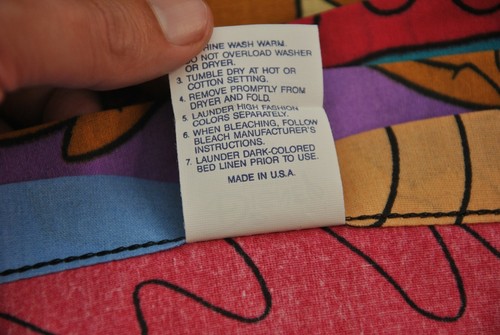 WASH WARM.
NOT OVERLOAD WASHER
OR DRYER.
3. TUMBLE DRY AT HOT OR
COTTON SETTING.
4. REMOVE PROMPTLY FROM
DRYER AND FOLD.
5. LAUNDER HIGH FASHION
COLORS SEPARATELY.
6. WHEN BLEACHING, FOLLOW
BLEACH MANUFACTURER'S
INSTRUCTIONS.
7. LAUNDER DARK-COLORED
BED LINEN PRIOR TO USE.
MADE IN U.S.A.